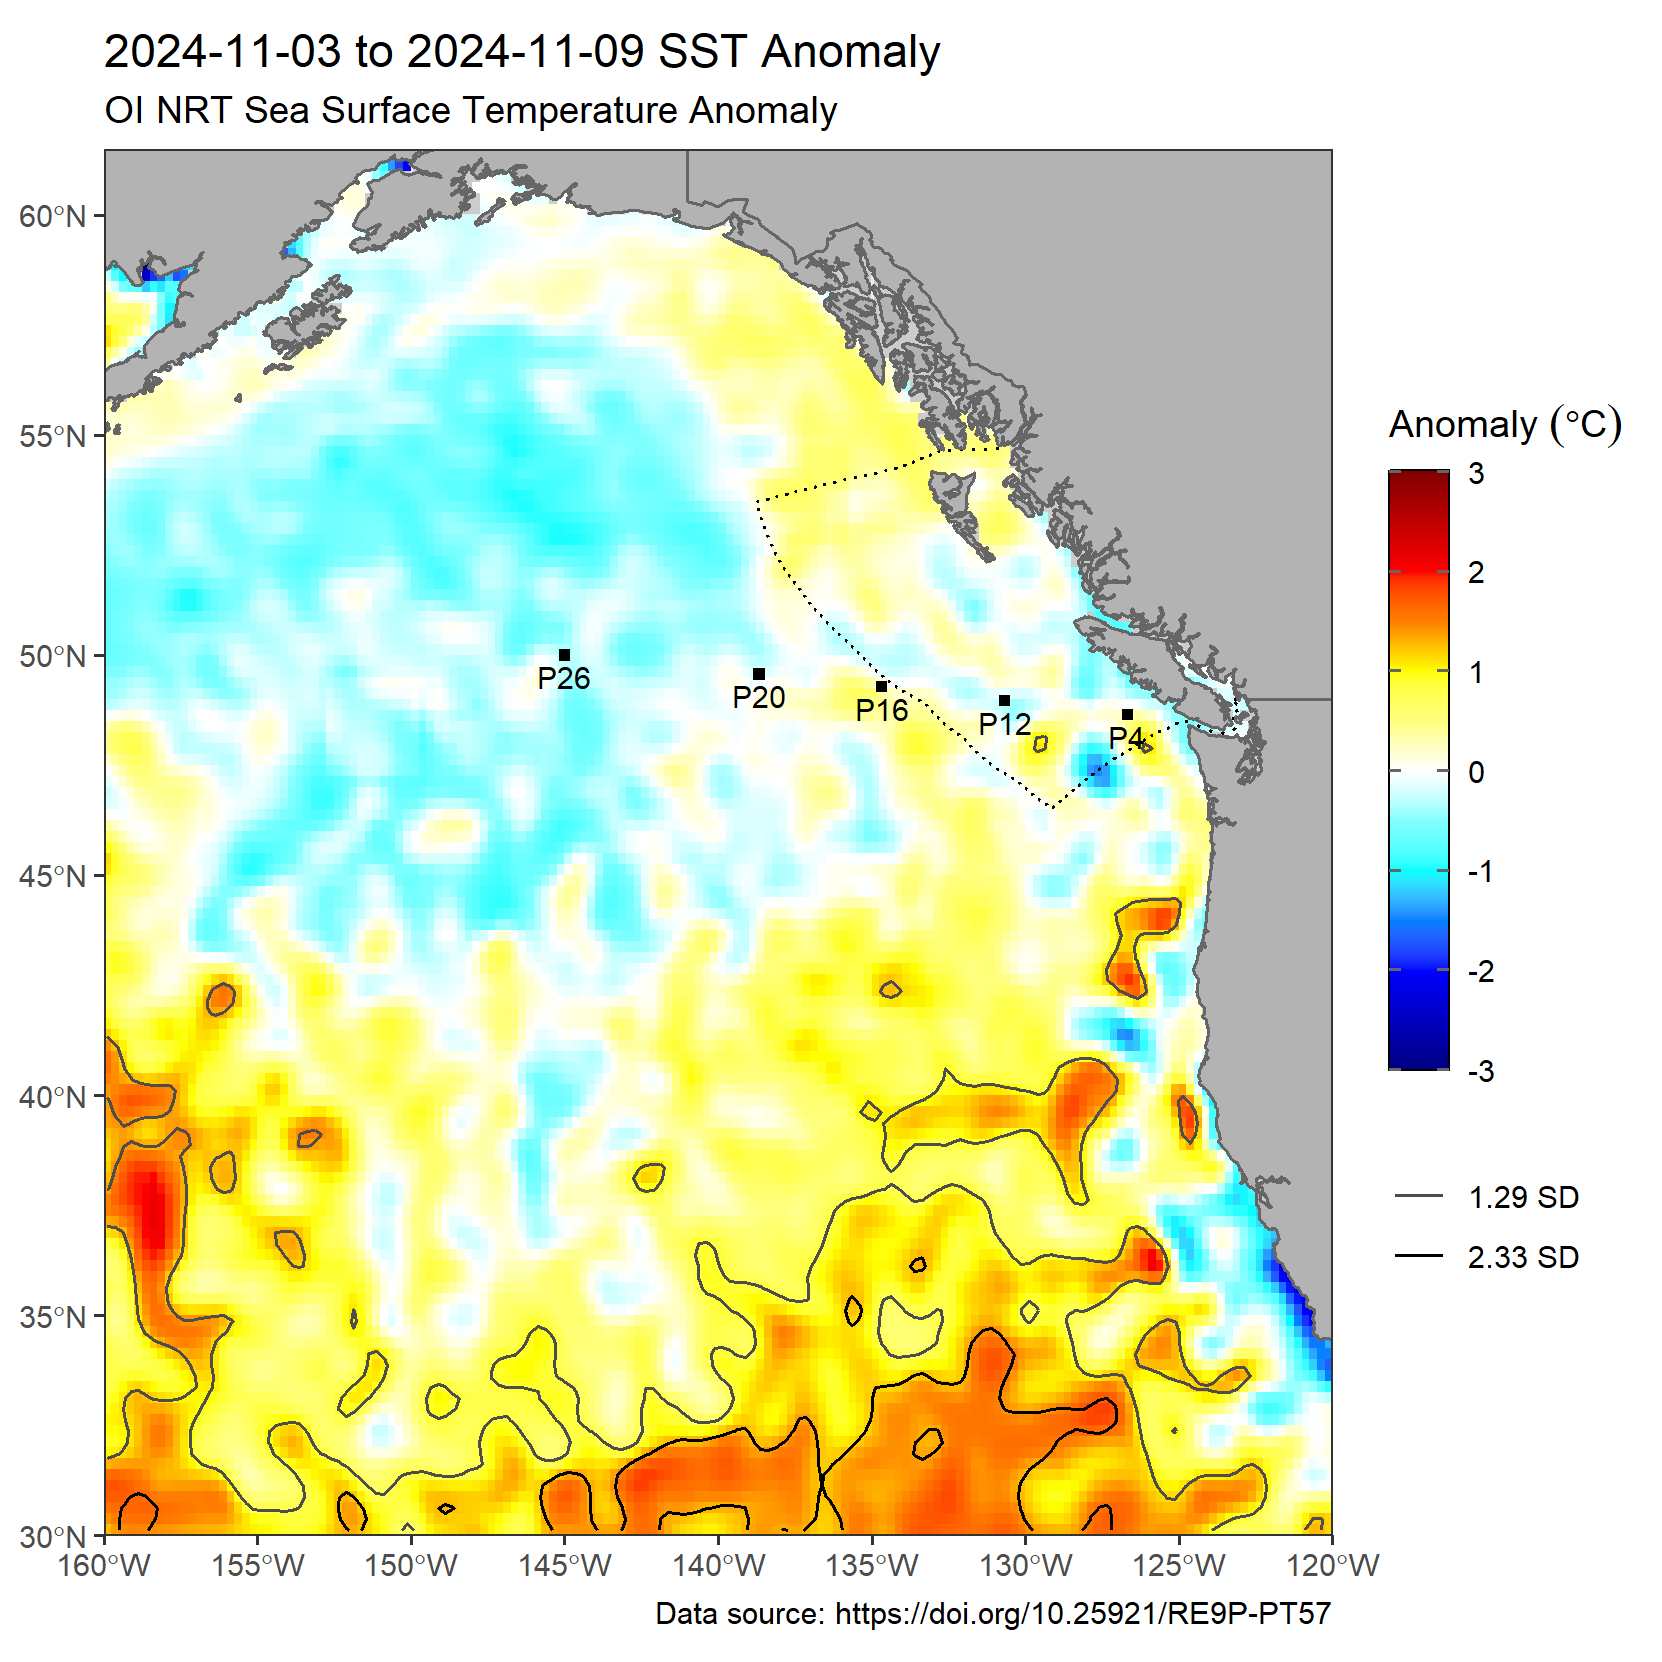 2024-11-03 to 2024-11-09 SST Anomaly
OI NRT Sea Surface Temperature Anomaly
60°N
55°N
50°N
45°N
40°N
35°N
30°N
P26
P20
P16
P12
P4
160°W
155°W
150°W
145°W
140°W
135°W
130°W
125°W
120°W
Anomaly (°C)
3
2
1
0
-1
-2
-3
1.29 SD
2.33 SD
Data source: https://doi.org/10.25921/RE9P-PT57